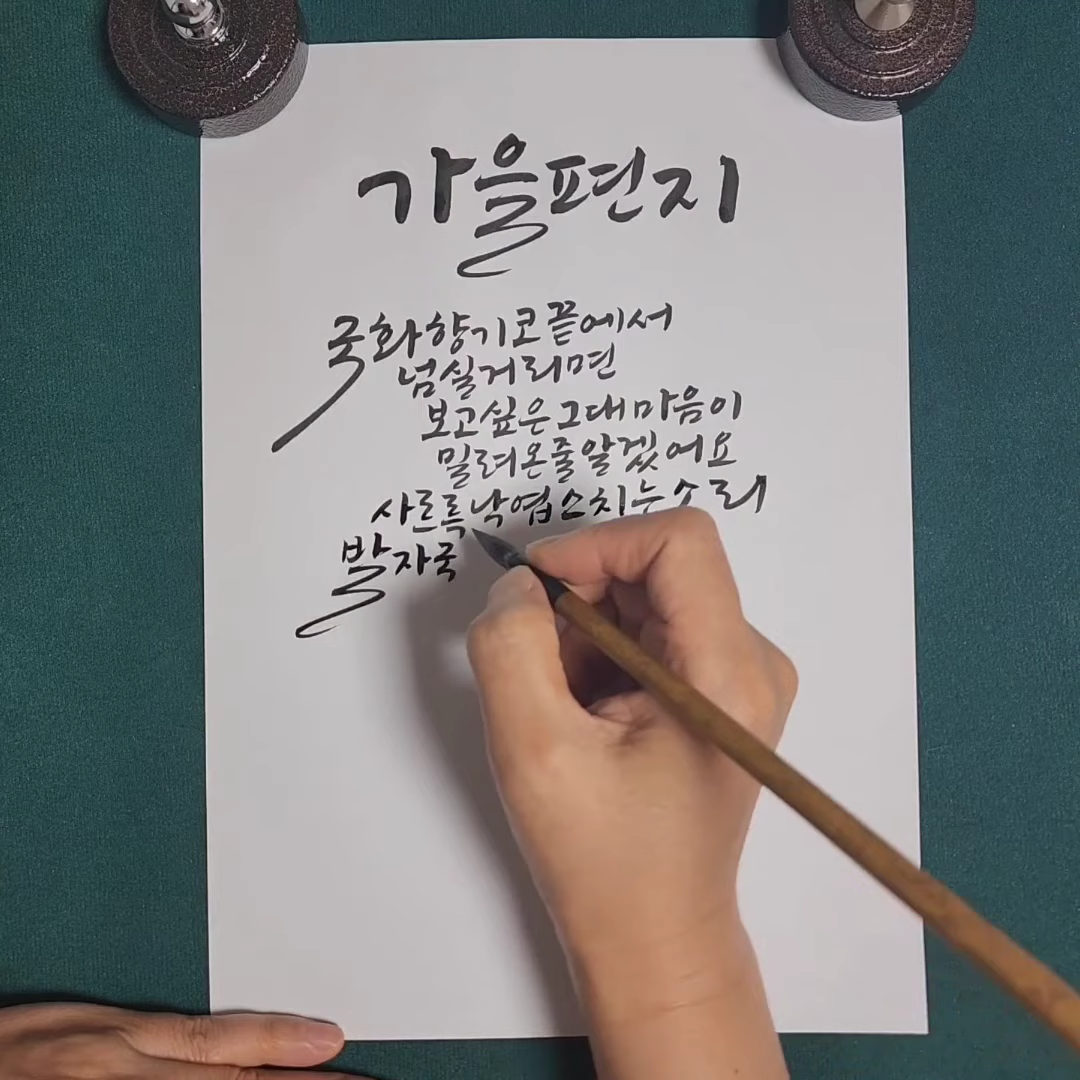 가을편지
국화향기코끝에서
넘실거리면
보고싶은그대마음이
밀려온줄알겠어요
사르륵낙엽스치는소리
발자국